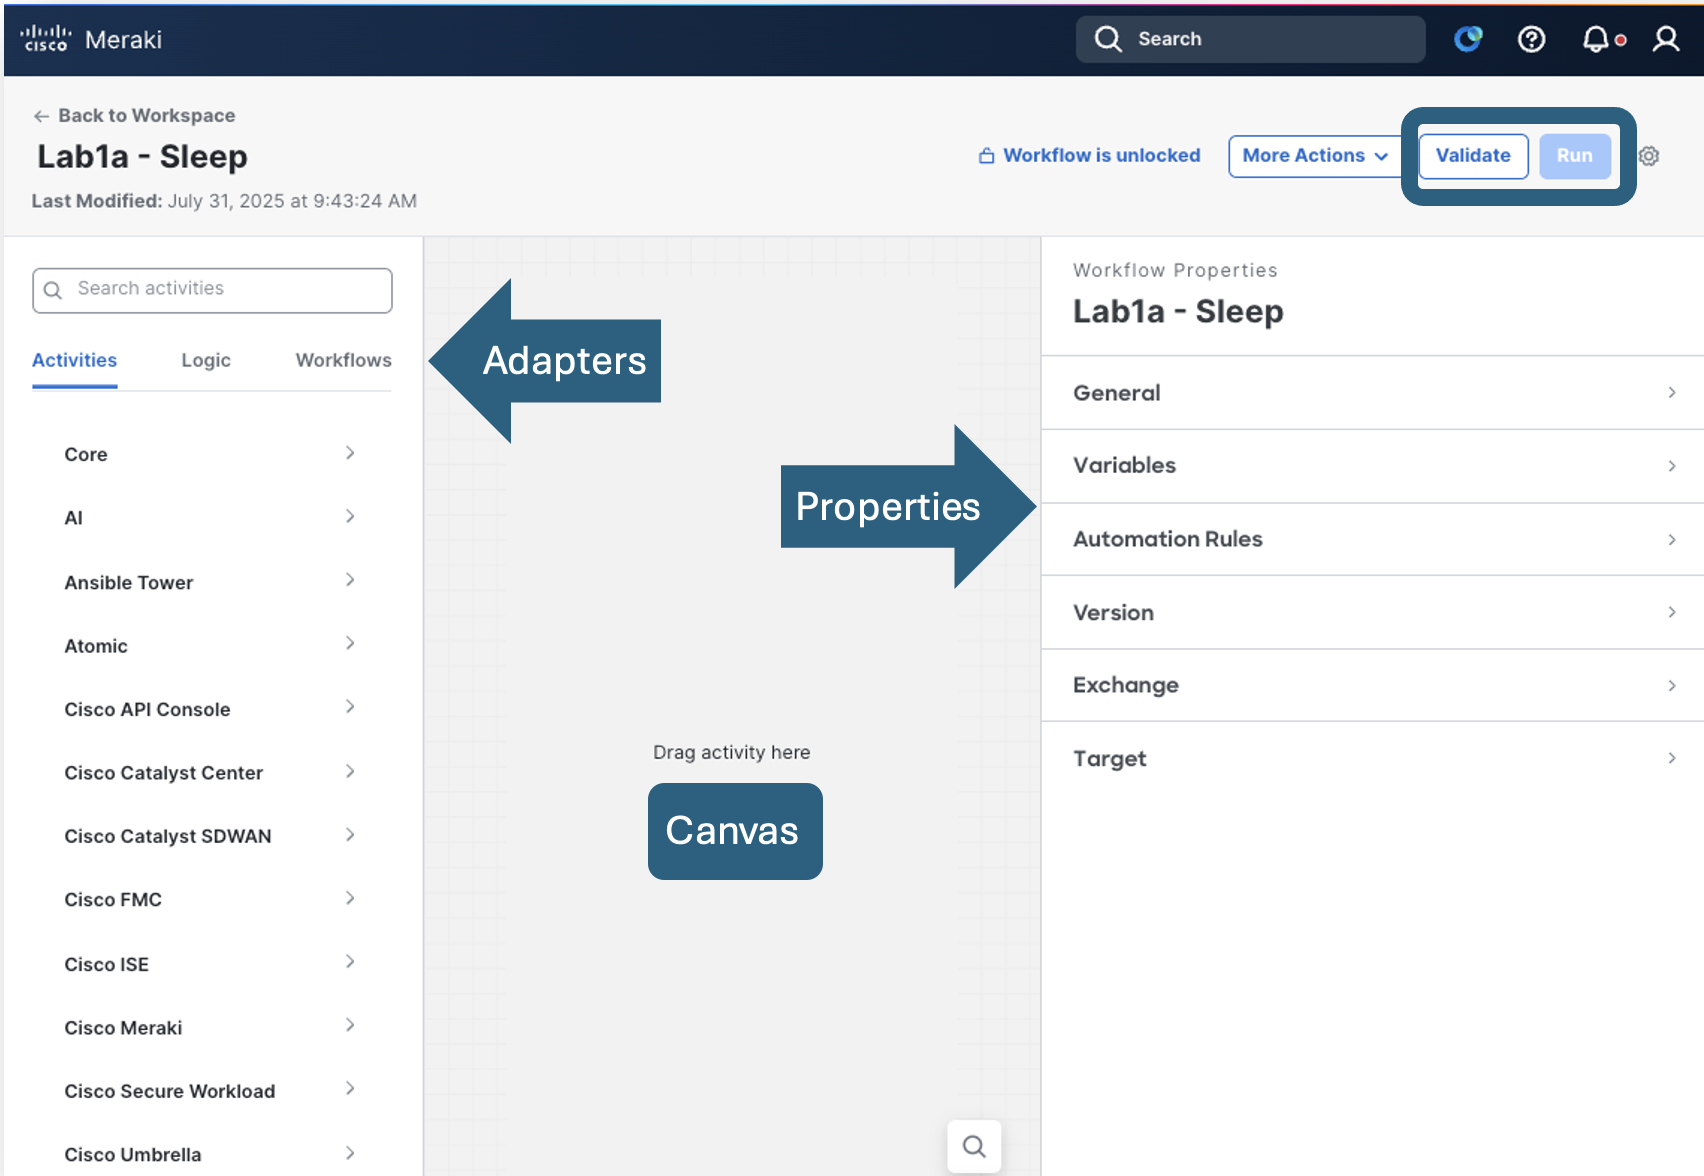 cisco Meraki
Search
Back to Workspace
Lab1a - Sleep
Last Modified: July 31, 2025 at 9:43:24 AM
Workflow is unlocked
More Actions
Validate
Run
Search activities
Activities
Logic
Workflows
Core
AI
Ansible Tower
Atomic
Cisco API Console
Cisco Catalyst Center
Cisco Catalyst SDWAN
Cisco FMC
Cisco ISE
Cisco Meraki
Cisco Secure Workload
Cisco Umbrella
Adapters
Properties
Drag activity here
Canvas
Workflow Properties
Lab1a - Sleep
General
Variables
Automation Rules
Version
Exchange
Target